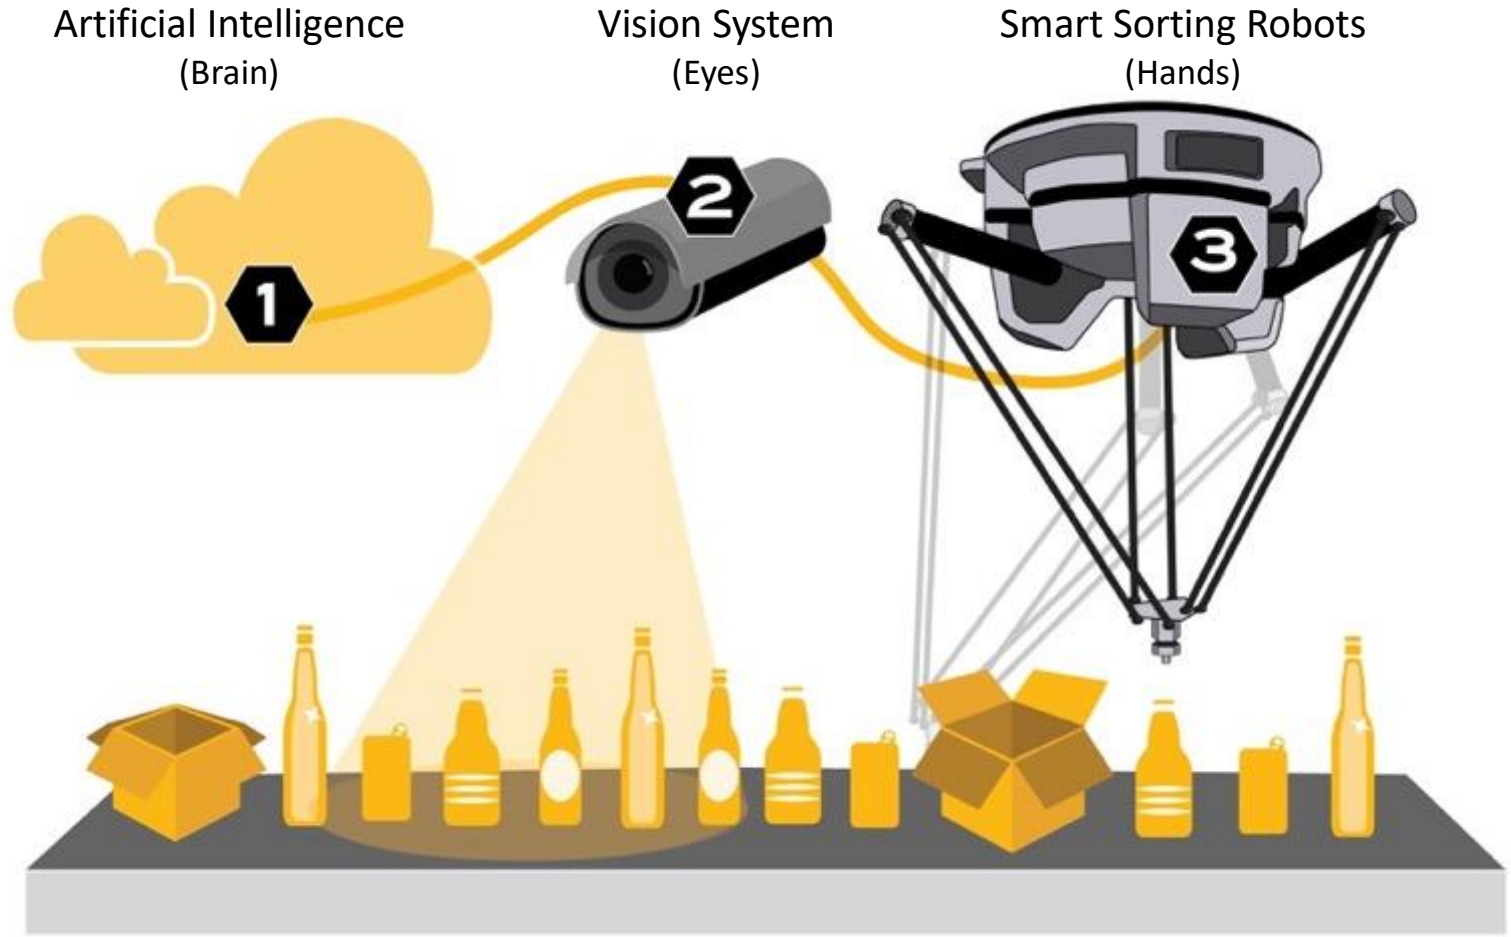 Artificial Intelligence
(Brain)
Vision System
(Eyes)
Smart Sorting Robots
(Hands)
1
2
3